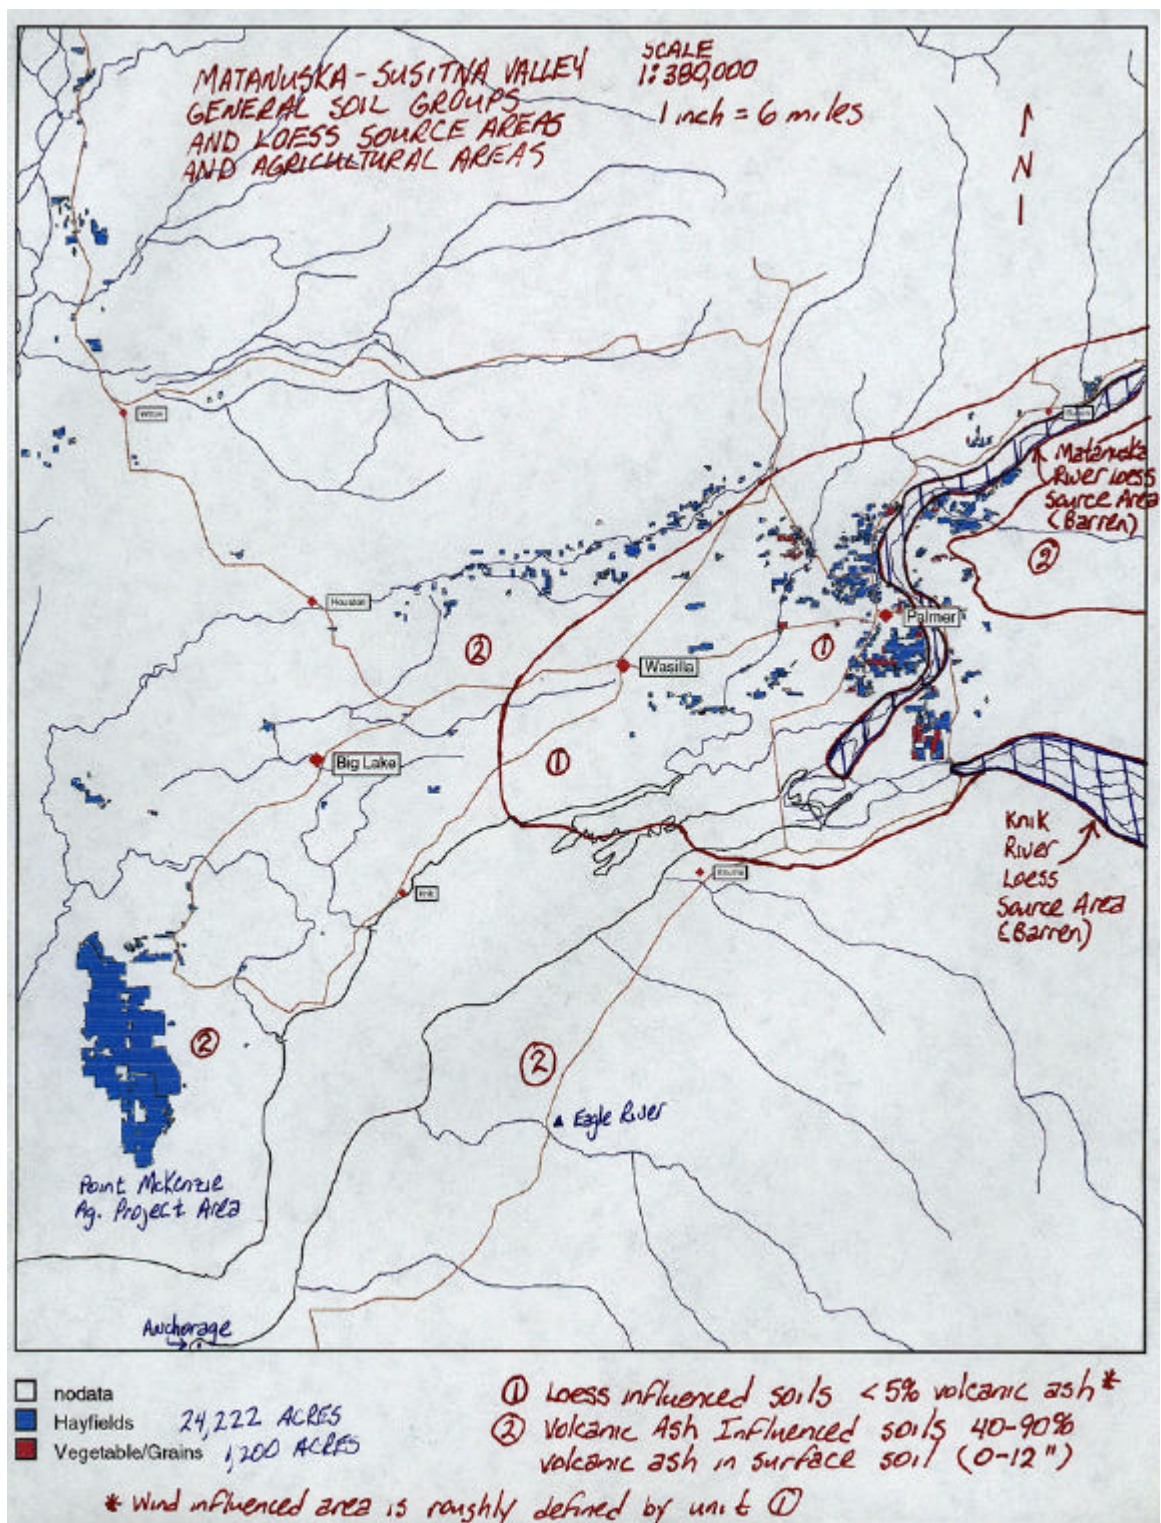 MATANUSKA - SUSITNA VALLEY
GENERAL SOIL GROUPS
AND LOESS SOURCE AREAS
AND AGRICULTURAL AREAS
SCALE
1:380,000
1 inch = 6 miles
N
Willow
Matanuska
River Loess
Source Area
(Barren)
②
Houston
Palmer
②
①
Wasilla
①
Big Lake
Knik
River
Loess
Source Area
(Barren)
Knik
②
②
Eagle River
Point McKenzie
Ag. Project Area
Anchorage
nodata
Hayfields 24,222 ACRES
Vegetable/Grains 1,200 ACRES
① Loess influenced soils <5% volcanic ash*
② Volcanic Ash Influenced soils 40-90%
volcanic ash in surface soil (0-12")
* Wind influenced area is roughly defined by unit ①